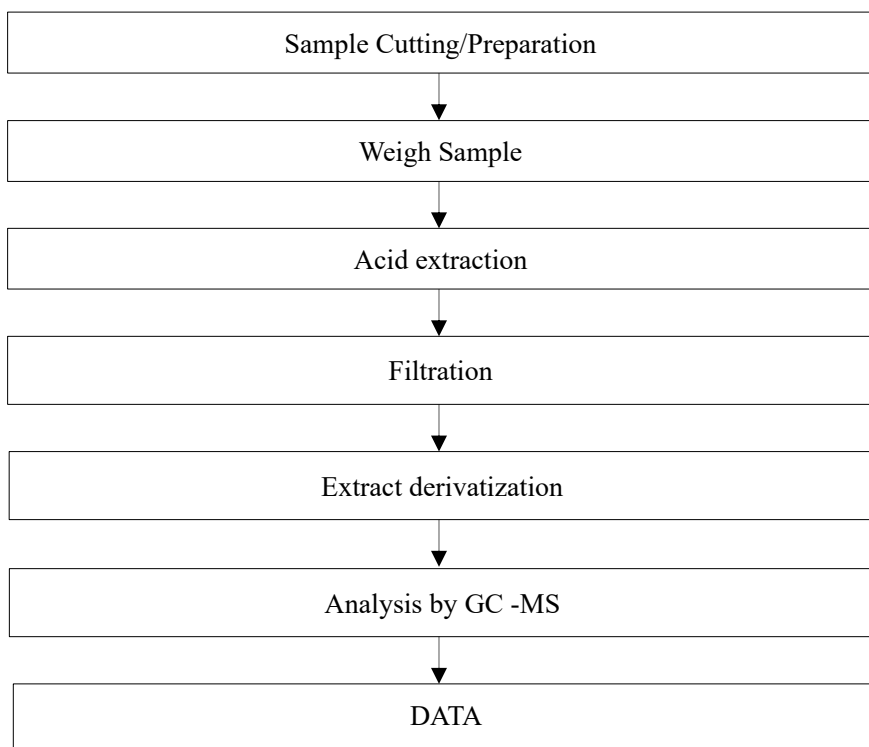 Sample Cutting/Preparation
Weigh Sample
Acid extraction
Filtration
Extract derivatization
Analysis by GC -MS
DATA